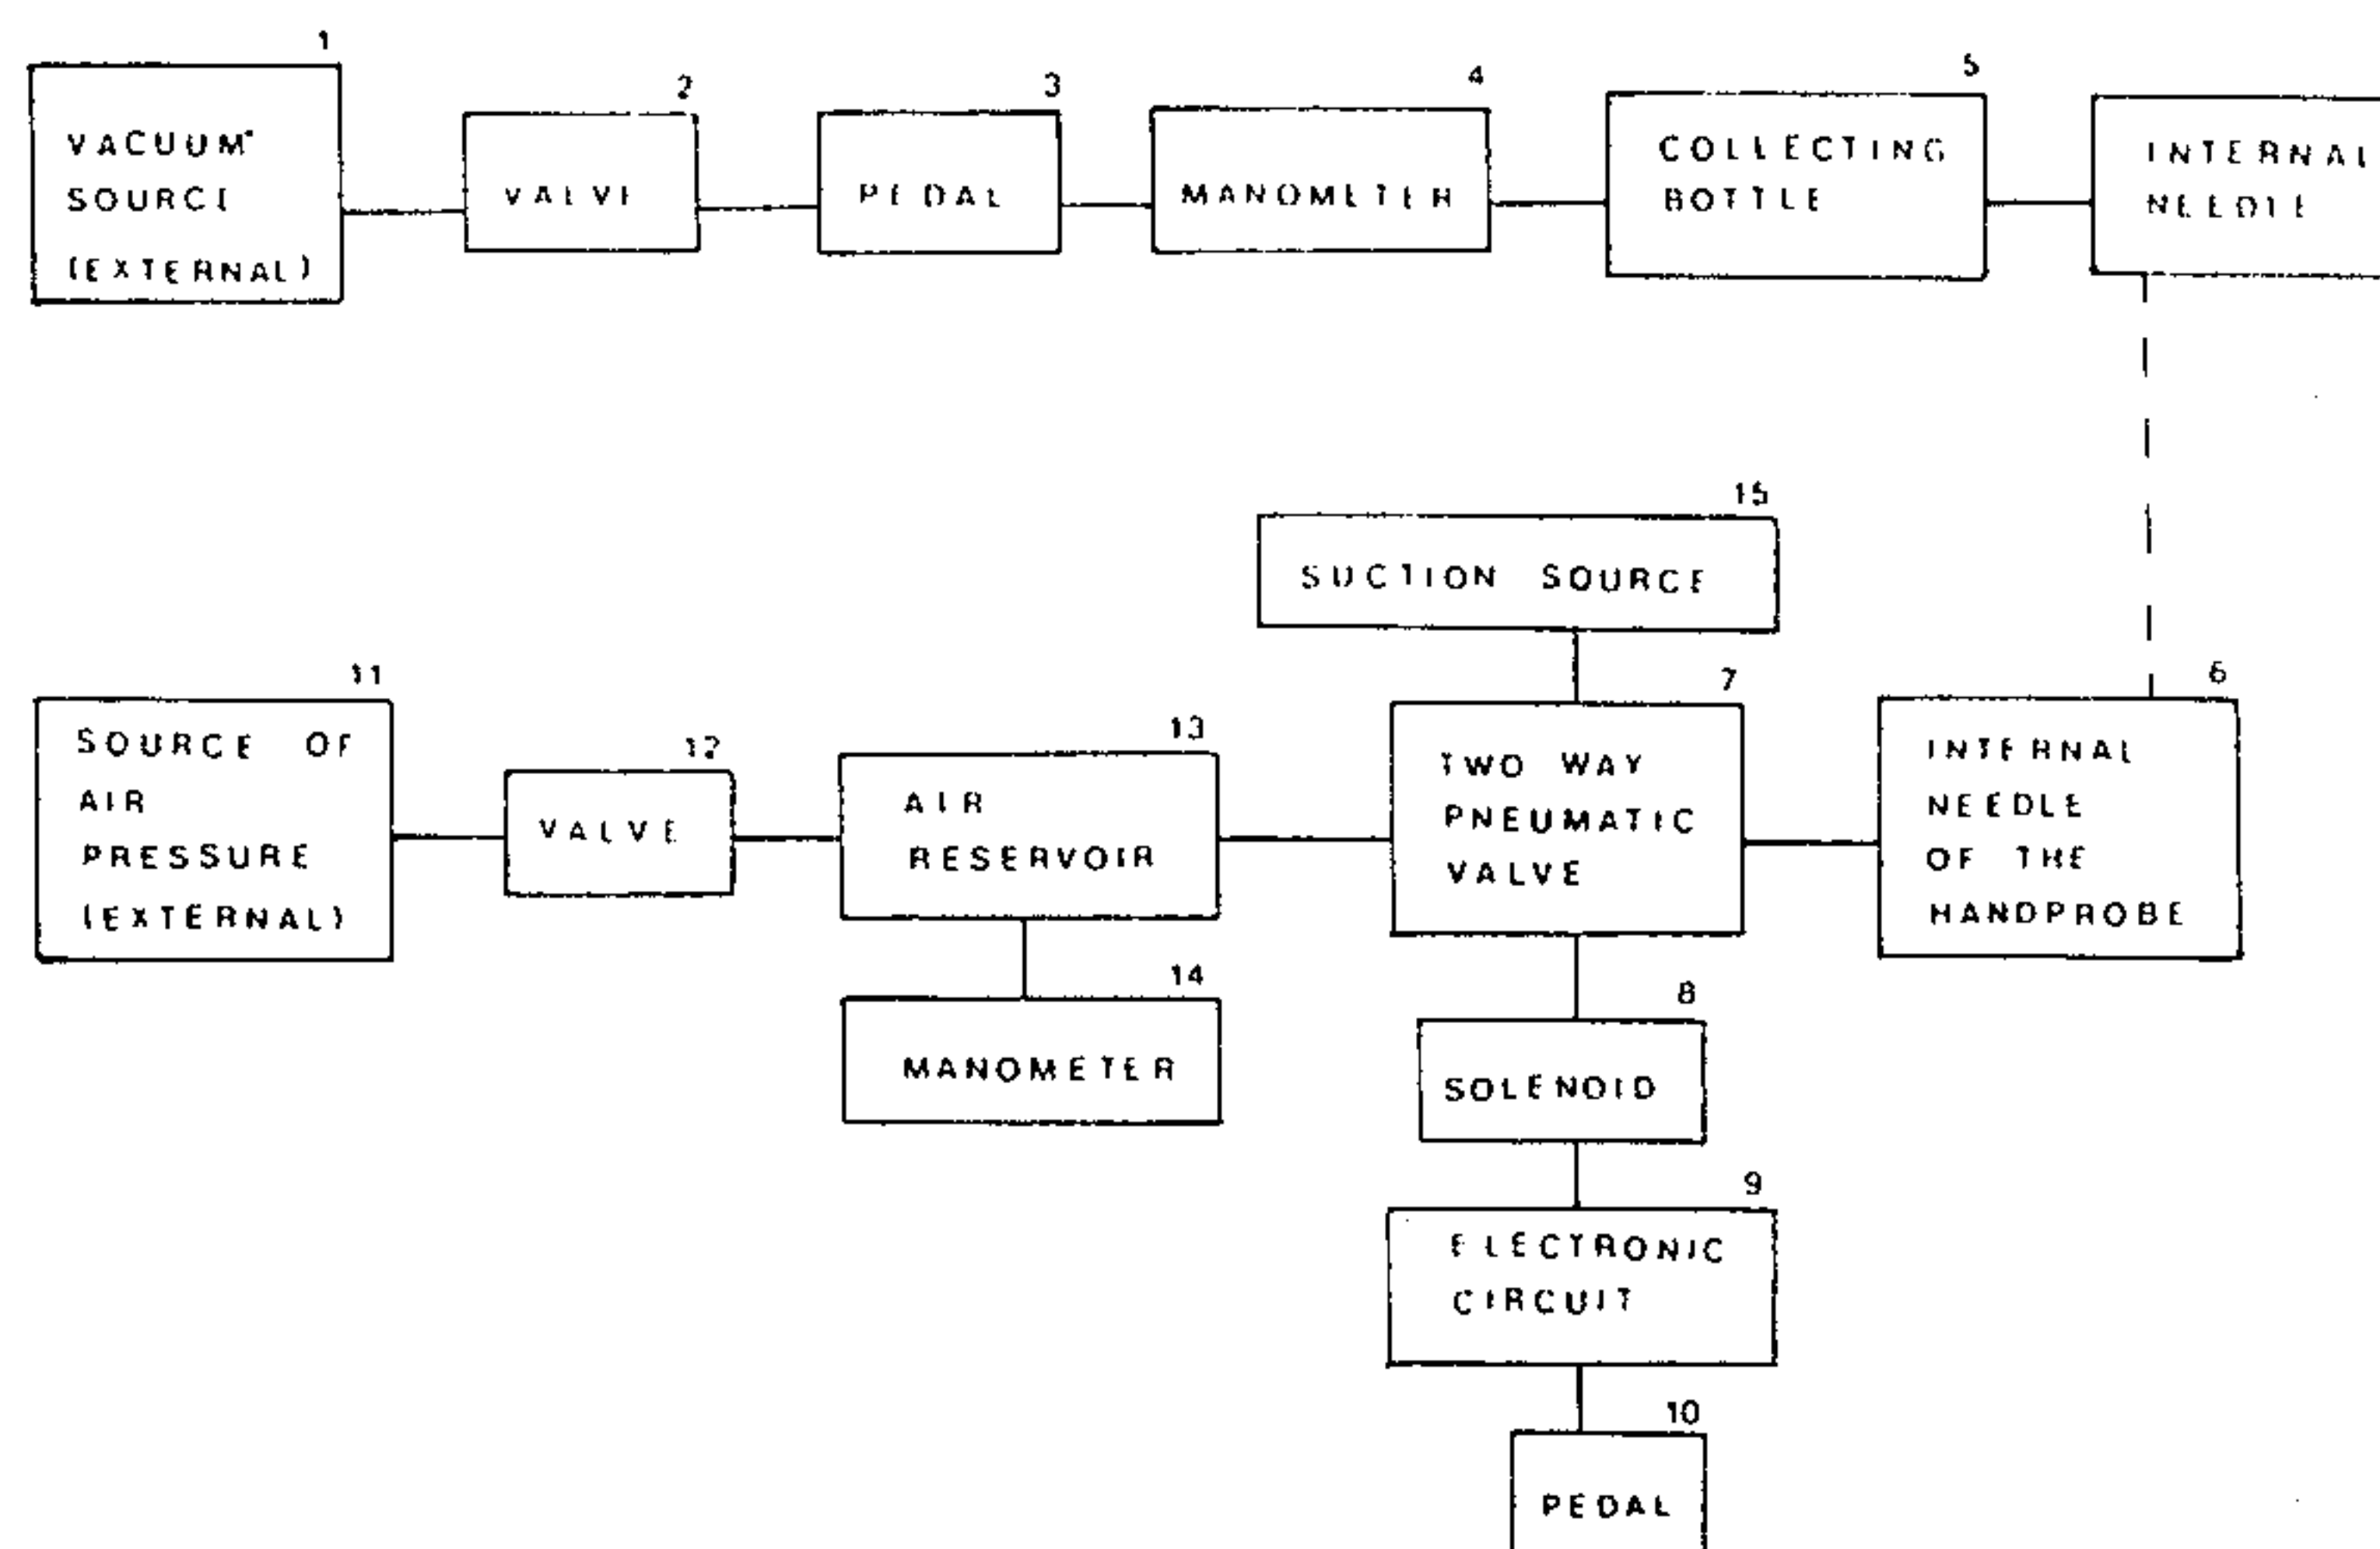 1
VACUUM
SOURCE
(EXTERNAL)
2
VALVE
3
PEDAL
4
MANOMETER
5
COLLECTING
BOTTLE
INTERNAL
NEEDLE
15
SUCTION SOURCE
11
SOURCE OF
AIR
PRESSURE
(EXTERNAL)
12
VALVE
13
AIR
RESERVOIR
7
TWO WAY
PNEUMATIC
VALVE
6
INTERNAL
NEEDLE
OF THE
HANDPROBE
14
MANOMETER
8
SOLENOID
9
ELECTRONIC
CIRCUIT
10
PEDAL